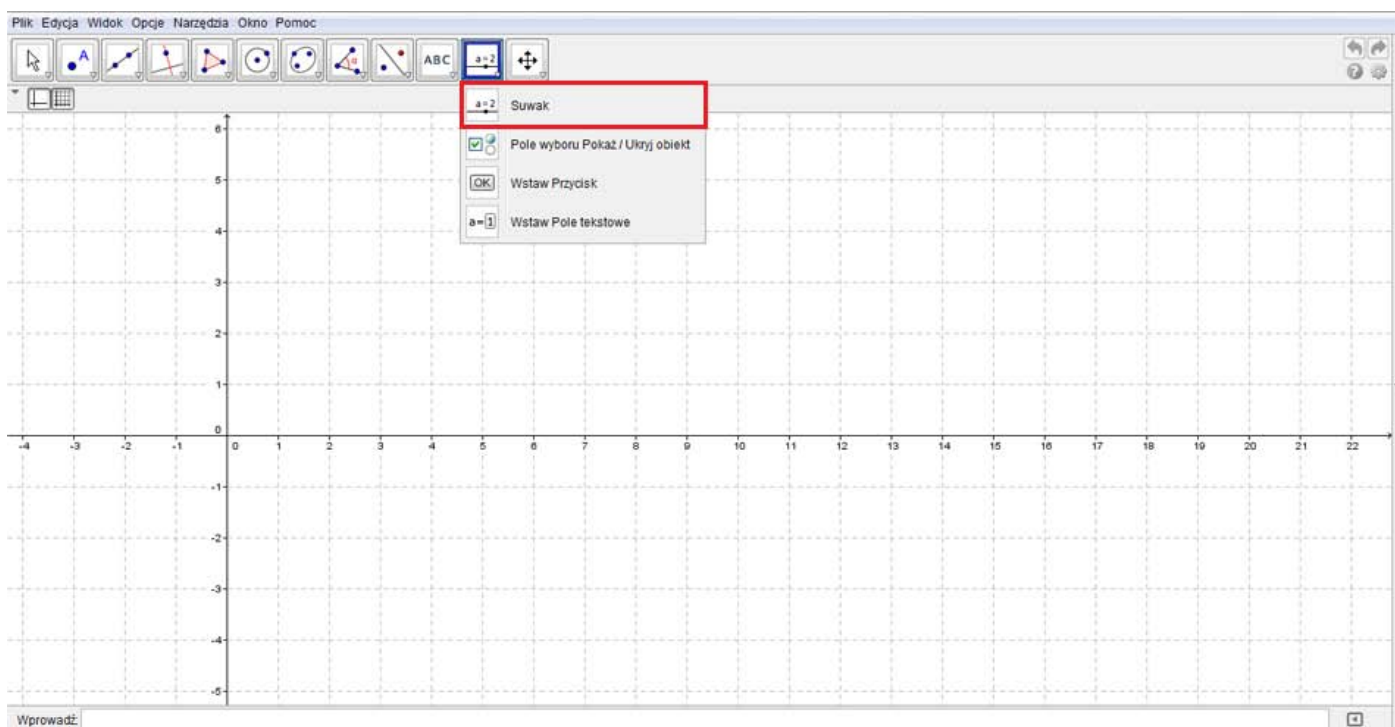 Plik Edycja Widok Opcje Narzędzia Okno Pomoc
A
α
ABC
a=2
a=2 Suwak
Pole wyboru Pokaż / Ukryj obiekt
OK Wstaw Przycisk
a=1 Wstaw Pole tekstowe
6
5
4
3
2
1
0
-4 -3 -2 -1 0 1 2 3 4 5 6 7 8 9 10 11 12 13 14 15 16 17 18 19 20 21 22
-1
-2
-3
-4
-5
Wprowadź: